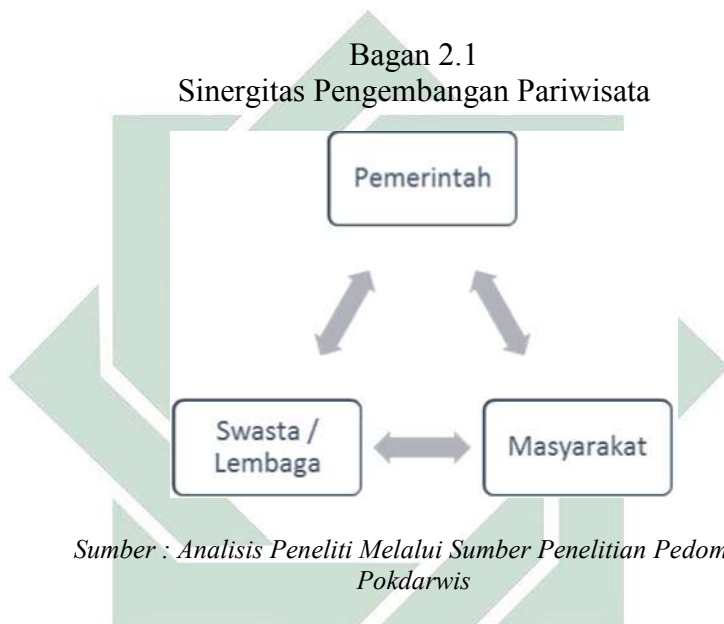 Bagan 2.1
Sinergitas Pengembangan Pariwisata
Pemerintah
Swasta /
Lembaga
Masyarakat
Sumber : Analisis Peneliti Melalui Sumber Penelitian Pedom
Pokdarwis